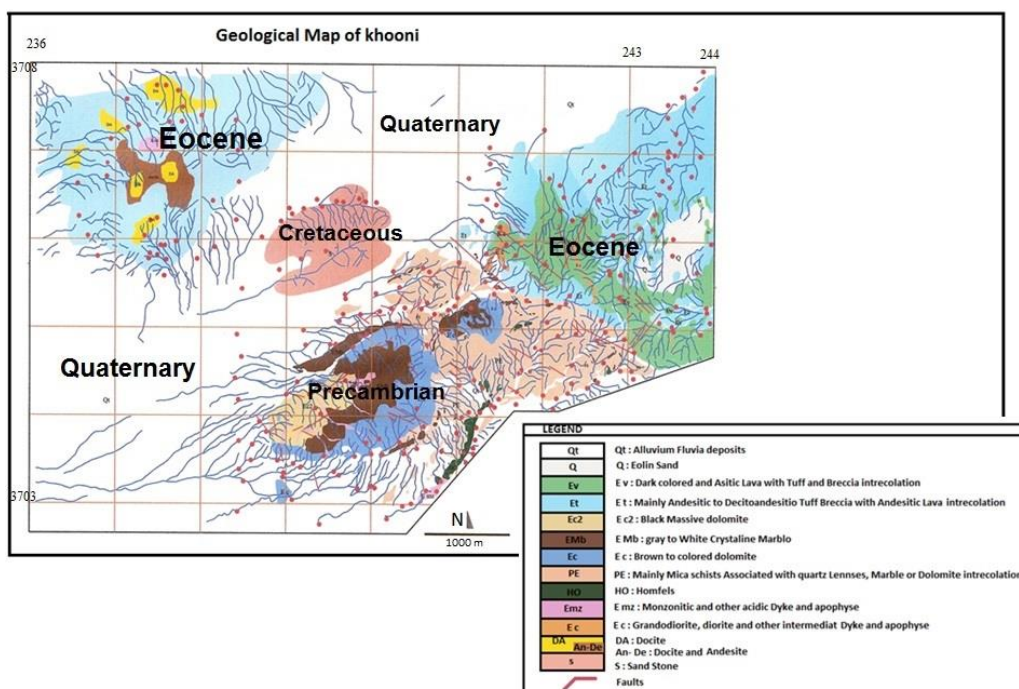 Geological Map of khooni
236
243
244
3708
Qt
Quaternary
Eocene
Cretaceous
Eocene
Q
Q
Quaternary
Precambrian
Qt
3703
N
1000 m
LEGEND
Qt Qt : Alluvium Fluvia deposits
Q Q : Eolin Sand
Ev E v : Dark colored and Asitic Lava with Tuff and Breccia intrecolation
Et E t : Mainly Andesitic to Decitoandesitio Tuff Breccia with Andesitic Lava intrecolation
Ec2 E c2 : Black Massive dolomite
EMb E Mb : gray to White Crystaline Marblo
Ec E c : Brown to colored dolomite
PE PE : Mainly Mica schists Associated with quartz Lennses, Marble or Dolomite intrecolation
HO HO : Homfels
Emz E mz : Monzonitic and other acidic Dyke and apophyse
E c E c : Grandodiorite, diorite and other intermediat Dyke and apophyse
DA DA : Docite
An-De An- De : Docite and Andesite
s S : Sand Stone
Faults